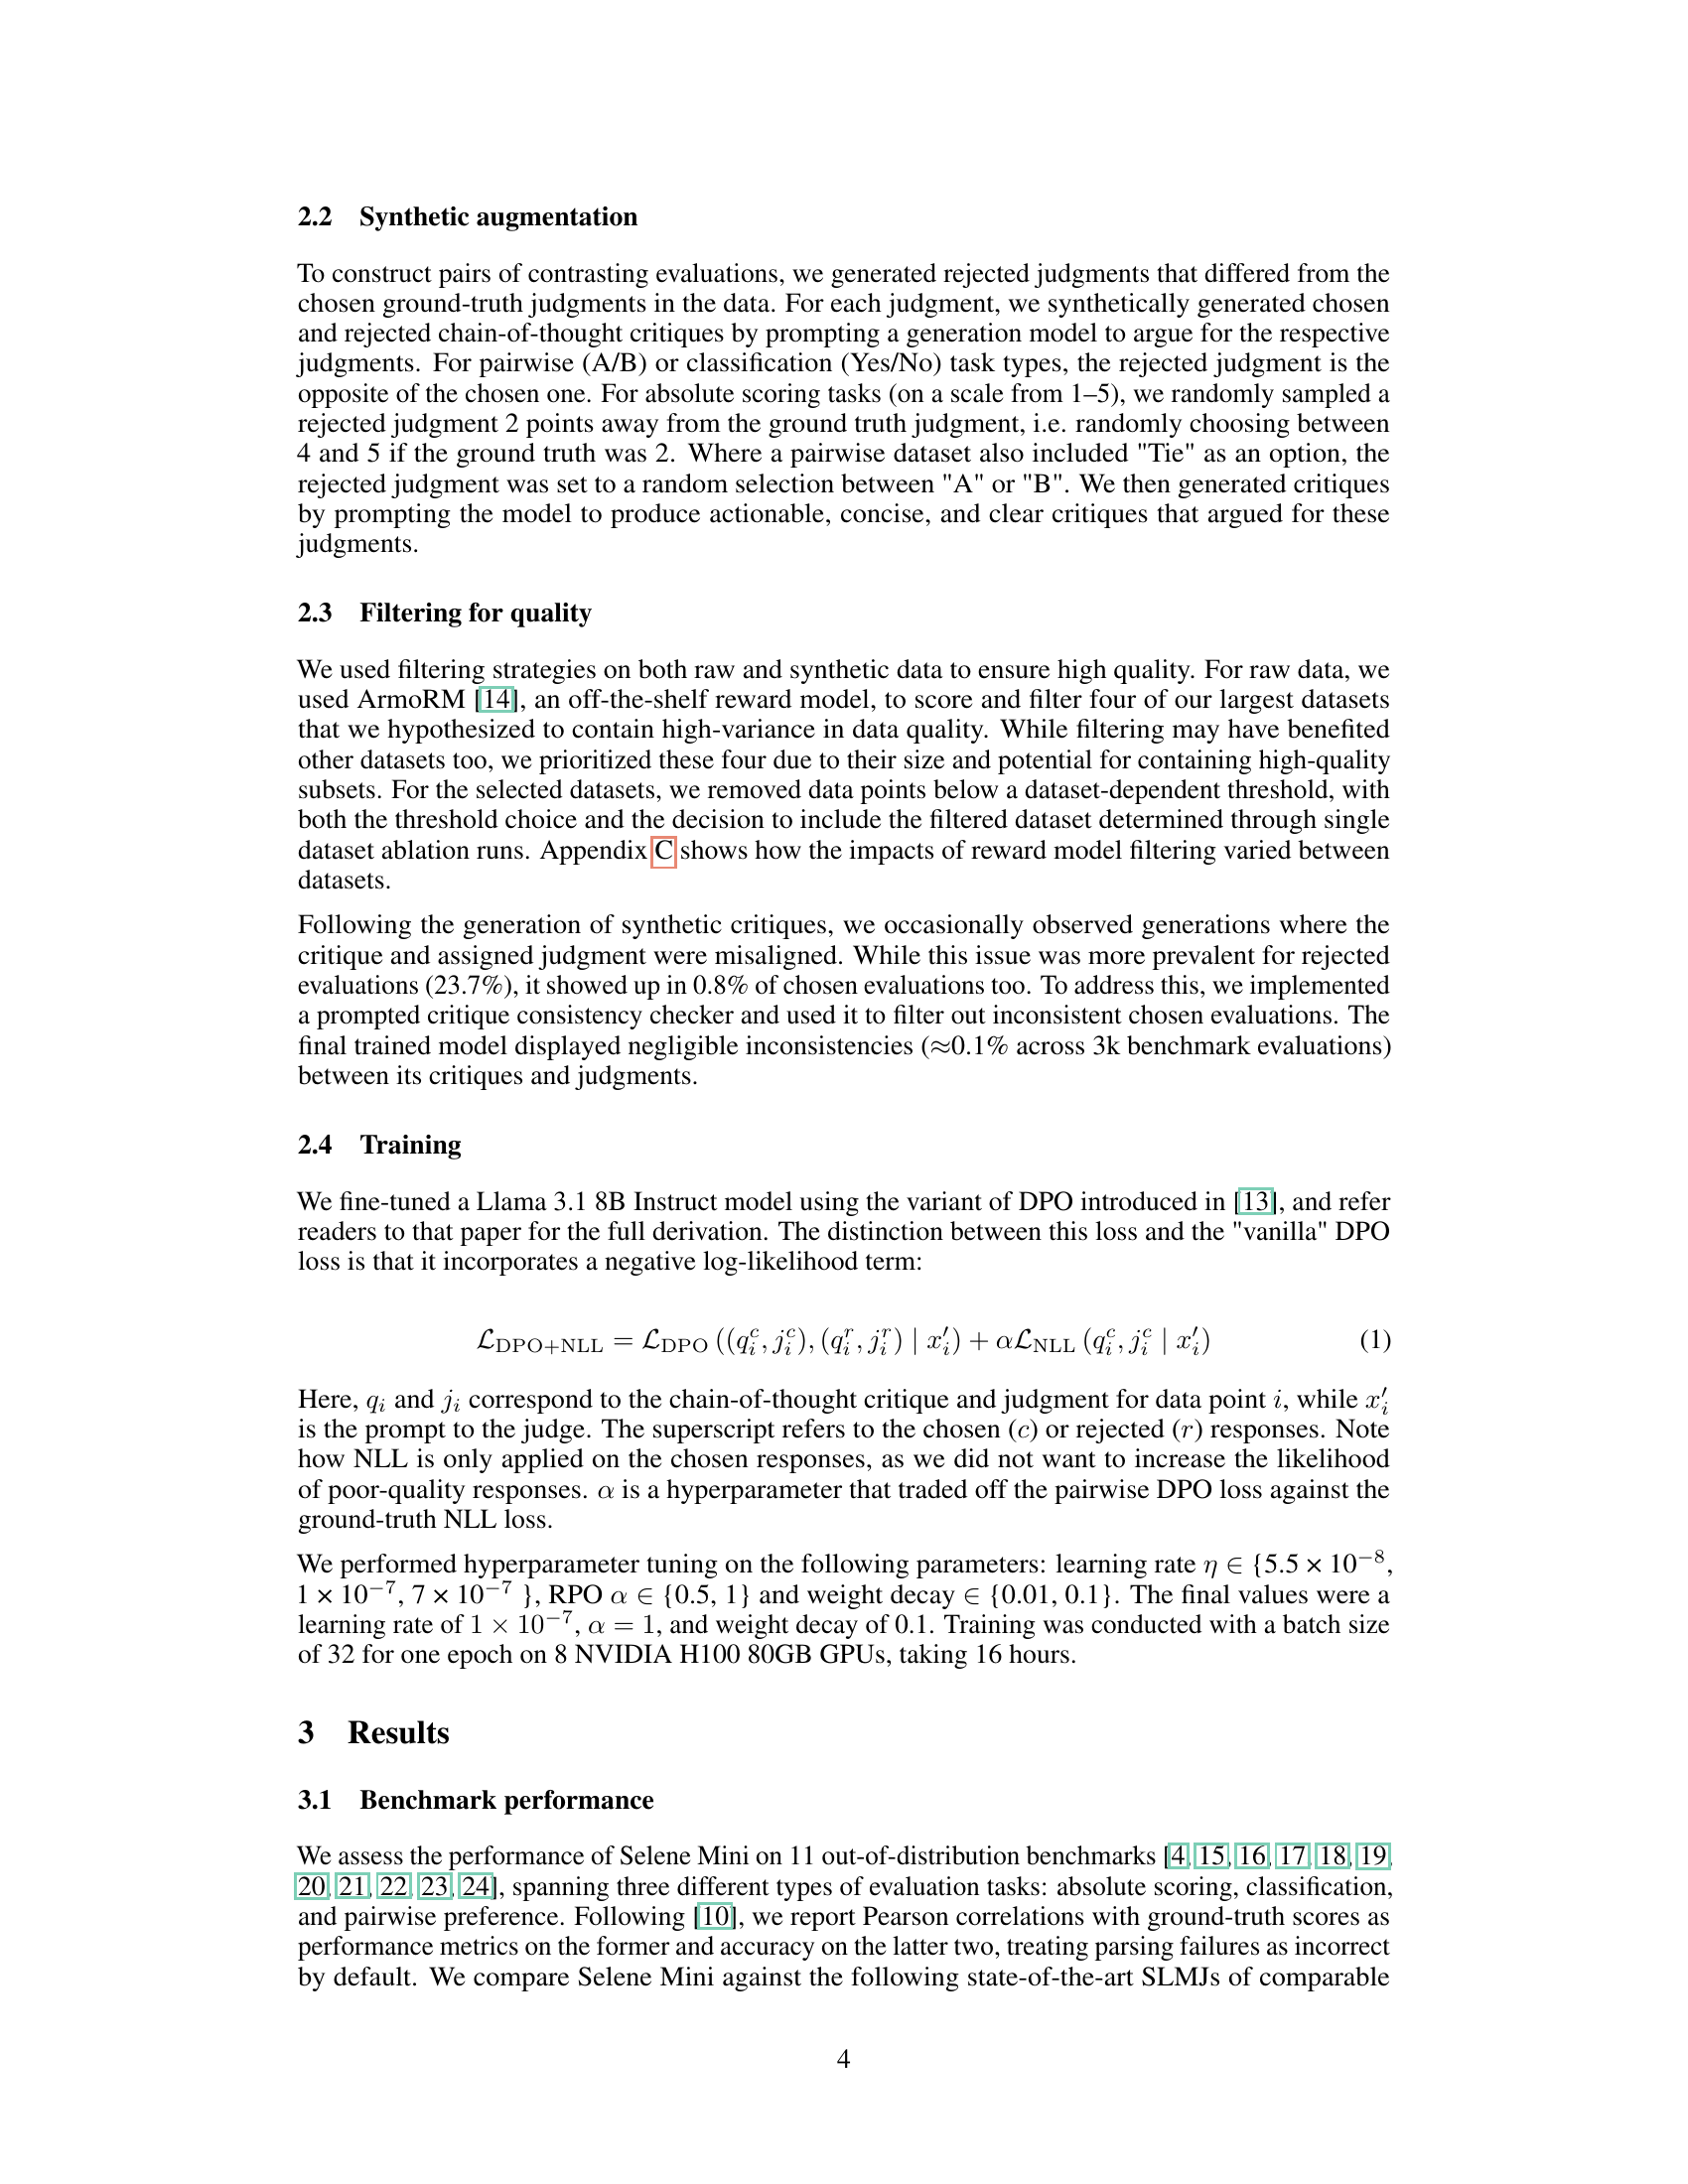 2.2 Synthetic augmentation
To construct pairs of contrasting evaluations, we generated rejected judgments that differed from the
chosen ground-truth judgments in the data. For each judgment, we synthetically generated chosen
and rejected chain-of-thought critiques by prompting a generation model to argue for the respective
judgments. For pairwise (A/B) or classification (Yes/No) task types, the rejected judgment is the
opposite of the chosen one. For absolute scoring tasks (on a scale from 1–5), we randomly sampled a
rejected judgment 2 points away from the ground truth judgment, i.e. randomly choosing between
4 and 5 if the ground truth was 2. Where a pairwise dataset also included "Tie" as an option, the
rejected judgment was set to a random selection between "A" or "B". We then generated critiques
by prompting the model to produce actionable, concise, and clear critiques that argued for these
judgments.
2.3 Filtering for quality
We used filtering strategies on both raw and synthetic data to ensure high quality. For raw data, we
used ArmoRM [14], an off-the-shelf reward model, to score and filter four of our largest datasets
that we hypothesized to contain high-variance in data quality. While filtering may have benefited
other datasets too, we prioritized these four due to their size and potential for containing high-quality
subsets. For the selected datasets, we removed data points below a dataset-dependent threshold, with
both the threshold choice and the decision to include the filtered dataset determined through single
dataset ablation runs. Appendix C shows how the impacts of reward model filtering varied between
datasets.
Following the generation of synthetic critiques, we occasionally observed generations where the
critique and assigned judgment were misaligned. While this issue was more prevalent for rejected
evaluations (23.7%), it showed up in 0.8% of chosen evaluations too. To address this, we implemented
a prompted critique consistency checker and used it to filter out inconsistent chosen evaluations. The
final trained model displayed negligible inconsistencies (≈0.1% across 3k benchmark evaluations)
between its critiques and judgments.
2.4 Training
We fine-tuned a Llama 3.1 8B Instruct model using the variant of DPO introduced in [13], and refer
readers to that paper for the full derivation. The distinction between this loss and the "vanilla" DPO
loss is that it incorporates a negative log-likelihood term:
$\mathcal{L}_{\mathrm{DPO+NLL}} = \mathcal{L}_{\mathrm{DPO}}\left((q_i^c, j_i^c), (q_i^r, j_i^r) \mid x_i'\right) + \alpha\mathcal{L}_{\mathrm{NLL}}\left(q_i^c, j_i^c \mid x_i'\right)$ (1)
Here, $q_i$ and $j_i$ correspond to the chain-of-thought critique and judgment for data point $i$, while $x_i'$
is the prompt to the judge. The superscript refers to the chosen ($c$) or rejected ($r$) responses. Note
how NLL is only applied on the chosen responses, as we did not want to increase the likelihood
of poor-quality responses. $\alpha$ is a hyperparameter that traded off the pairwise DPO loss against the
ground-truth NLL loss.
We performed hyperparameter tuning on the following parameters: learning rate $\eta \in \{5.5 \times 10^{-8}$,
$1 \times 10^{-7}, 7 \times 10^{-7}$ }, RPO $\alpha \in \{0.5, 1\}$ and weight decay $\in \{0.01, 0.1\}$. The final values were a
learning rate of $1 \times 10^{-7}$, $\alpha = 1$, and weight decay of 0.1. Training was conducted with a batch size
of 32 for one epoch on 8 NVIDIA H100 80GB GPUs, taking 16 hours.
3 Results
3.1 Benchmark performance
We assess the performance of Selene Mini on 11 out-of-distribution benchmarks [4, 15, 16, 17, 18, 19,
20, 21, 22, 23, 24], spanning three different types of evaluation tasks: absolute scoring, classification,
and pairwise preference. Following [10], we report Pearson correlations with ground-truth scores as
performance metrics on the former and accuracy on the latter two, treating parsing failures as incorrect
by default. We compare Selene Mini against the following state-of-the-art SLMJs of comparable
4